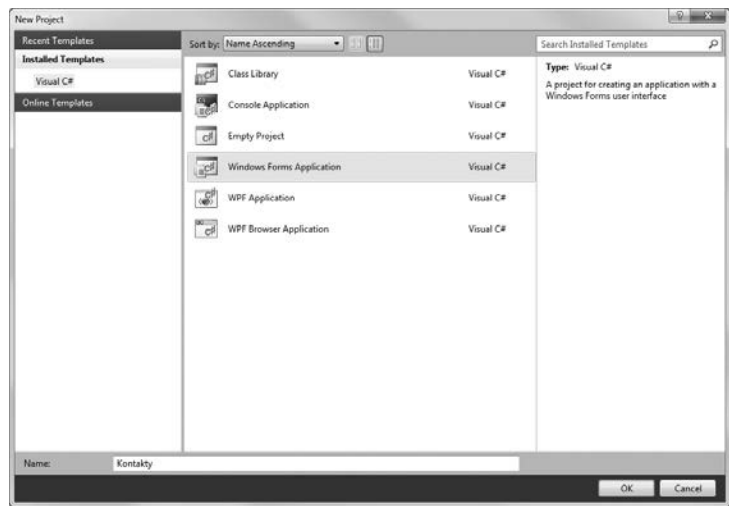 New Project
Recent Templates
Installed Templates
Visual C#
Online Templates
Sort by: Name Ascending
Class Library Visual C#
Console Application Visual C#
Empty Project Visual C#
Windows Forms Application Visual C#
WPF Application Visual C#
WPF Browser Application Visual C#
Search Installed Templates
Type: Visual C#
A project for creating an application with a
Windows Forms user interface
Name: Kontakty
OK Cancel